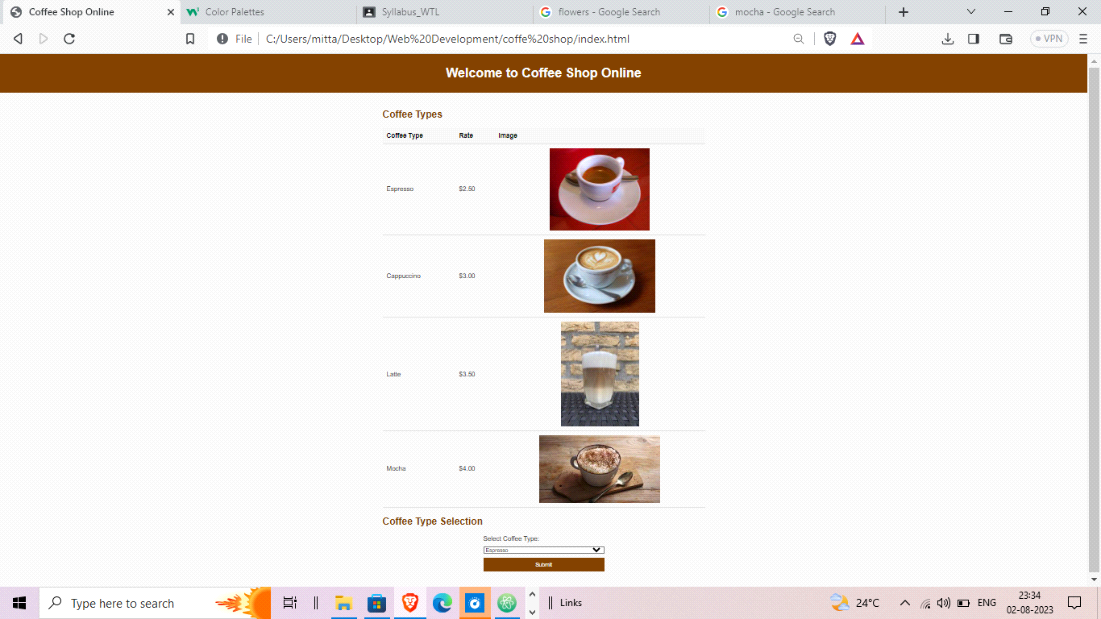 Coffee Shop Online
Color Palettes
Syllabus_WTL
flowers - Google Search
mocha - Google Search
File
C:/Users/mitta/Desktop/Web%20Development/coffe%20shop/index.html
VPN
Welcome to Coffee Shop Online
Coffee Types
Coffee Type Rate Image
Espresso $2.50
Cappuccino $3.00
Latte $3.50
Mocha $4.00
Coffee Type Selection
Select Coffee Type:
Espresso
Submit
Type here to search
Links
24°C
ENG
23:34
02-08-2023